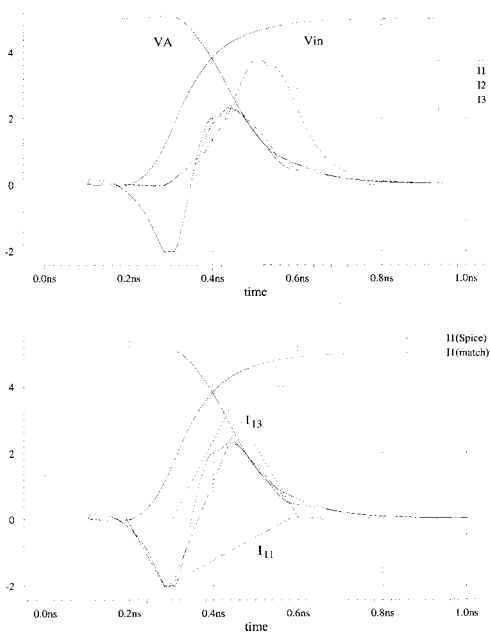 VA
Vin
I1
I2
I3
4
2
0
-2
0.0ns 0.2ns 0.4ns 0.6ns 0.8ns 1.0ns
time
I1(Spice)
I1(match)
4
2
0
-2
I13
I11
0.0ns 0.2ns 0.4ns 0.6ns 0.8ns 1.0ns
time